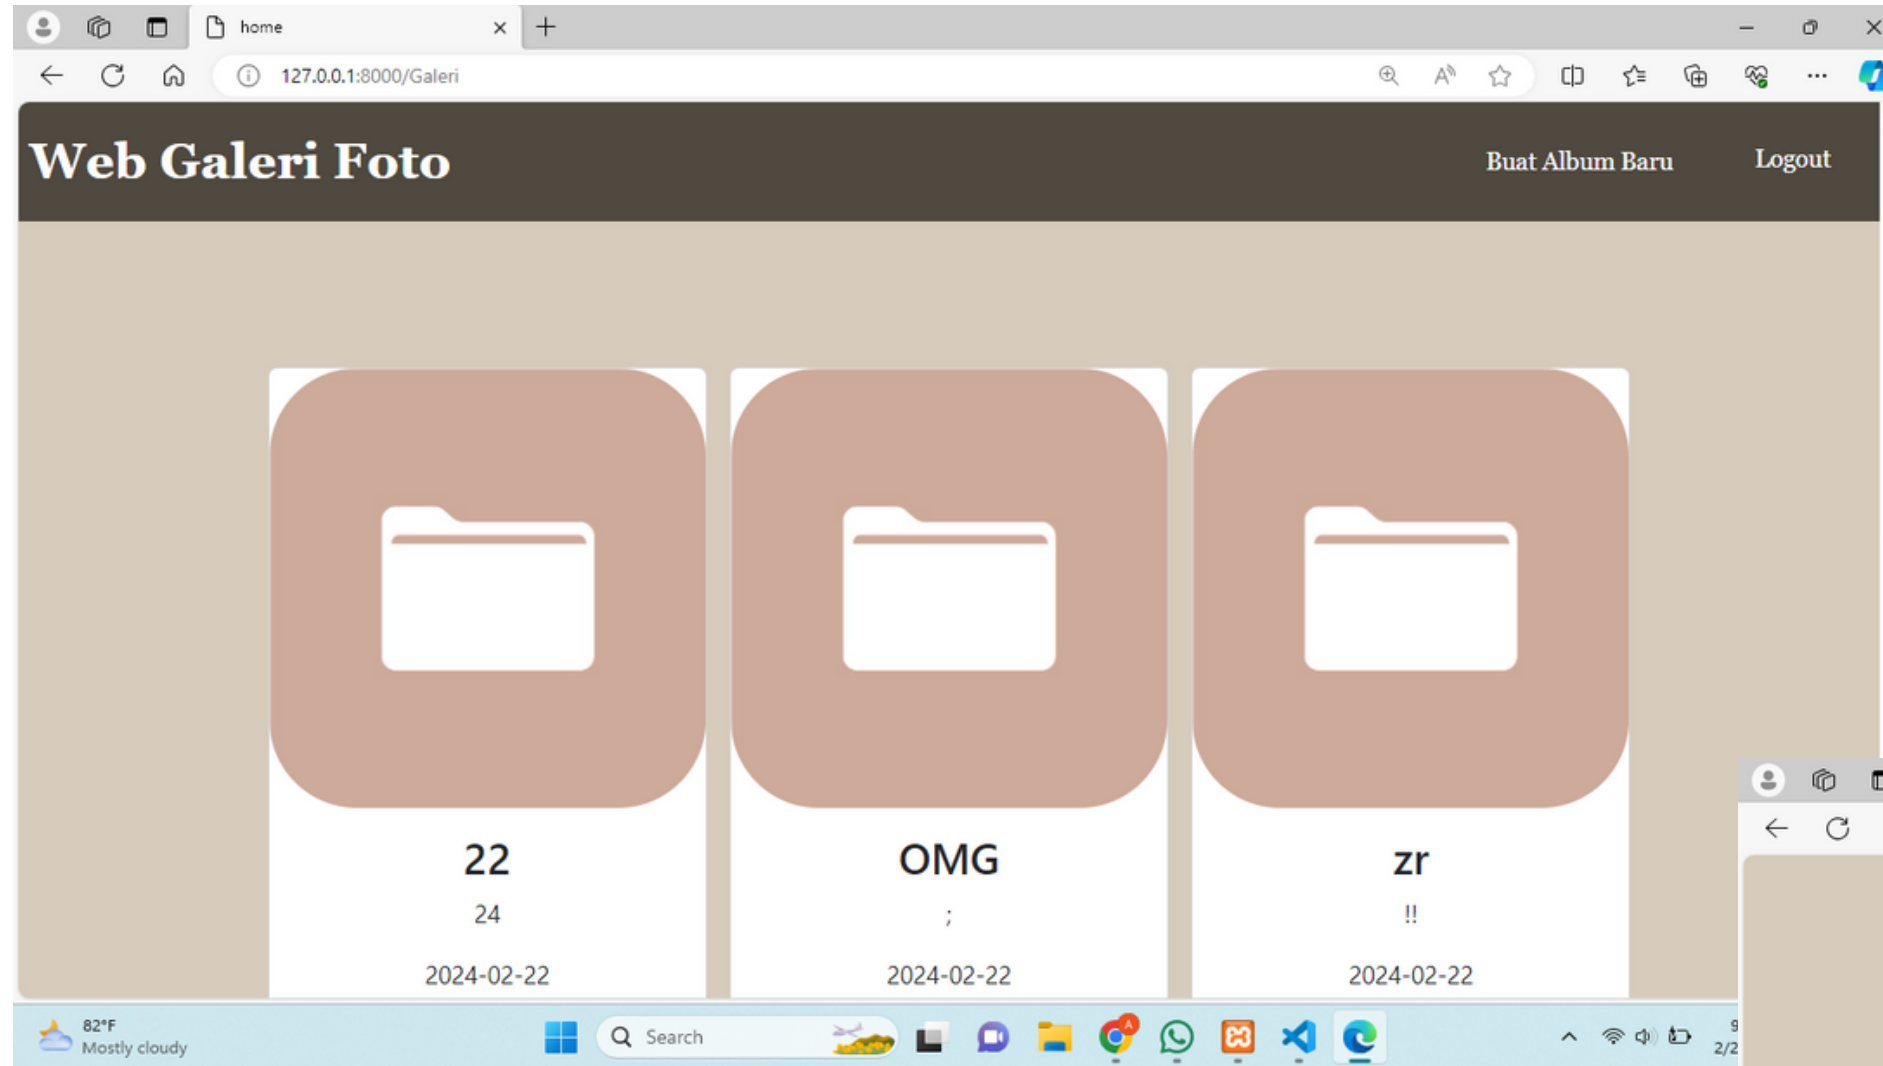 home
127.0.0.1:8000/Galeri
Web Galeri Foto
Buat Album Baru
Logout
22
24
2024-02-22
OMG
;
2024-02-22
zr
!!
2024-02-22
82°F
Mostly cloudy
Search
A